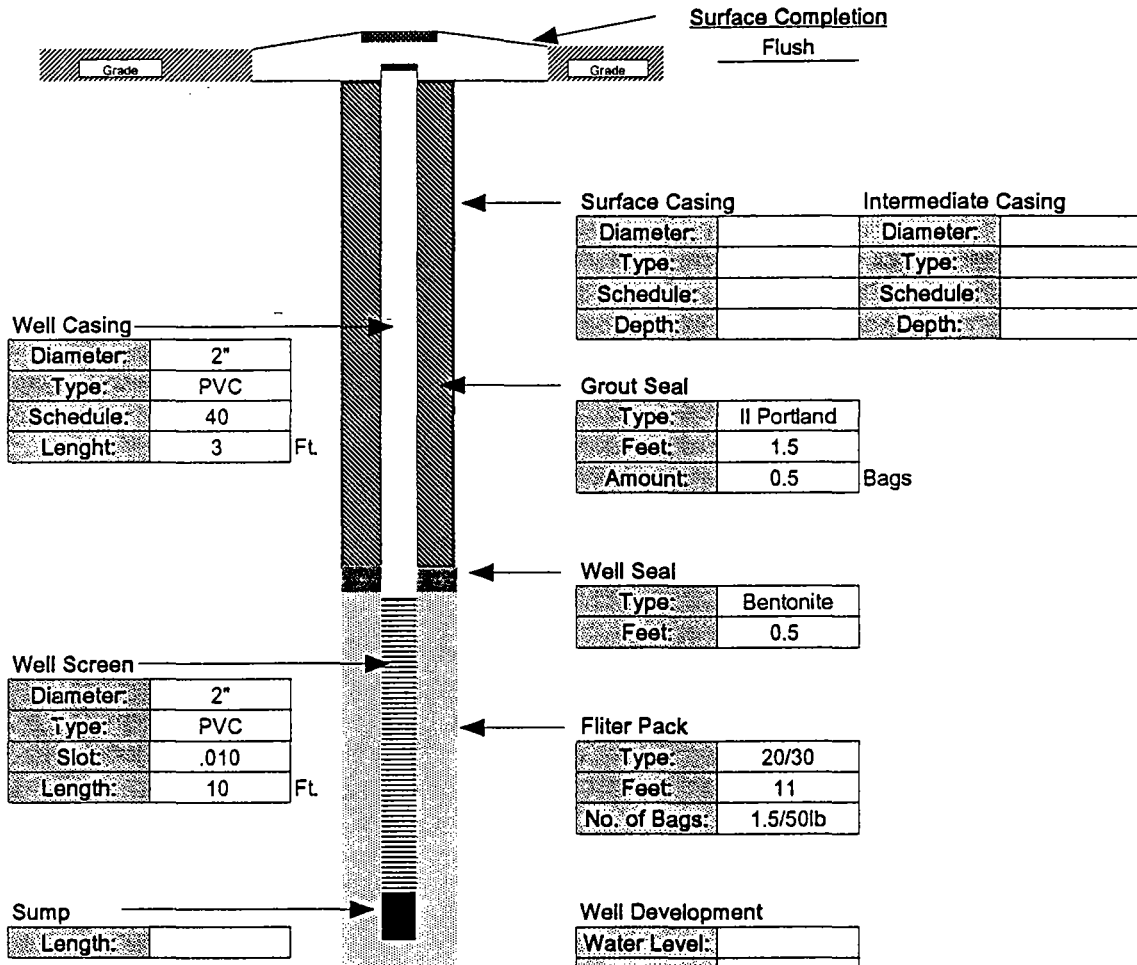 Surface Completion
Flush
Grade
Grade
Surface Casing
Intermediate Casing
Diameter:
Diameter:
Type:
Type:
Schedule:
Schedule:
Depth:
Depth:
Well Casing
Diameter: 2"
Type: PVC
Schedule: 40
Lenght: 3 Ft.
Grout Seal
Type: II Portland
Feet: 1.5
Amount: 0.5 Bags
Well Seal
Type: Bentonite
Feet: 0.5
Well Screen
Diameter: 2"
Type: PVC
Slot: .010
Length: 10 Ft.
Fliter Pack
Type: 20/30
Feet: 11
No. of Bags: 1.5/50lb
Sump
Length:
Well Development
Water Level: